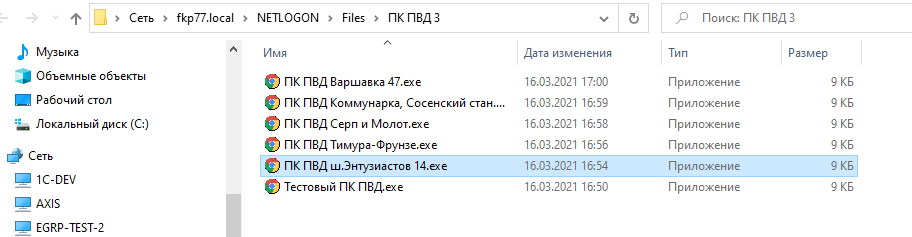 Сеть > fkp77.local > NETLOGON > Files > ПК ПВД 3
Поиск: ПК ПВД 3
Музыка
Объемные объекты
Рабочий стол
Локальный диск (C:)
Сеть
1C-DEV
AXIS
EGRP-TEST-2
Имя Дата изменения Тип Размер
ПК ПВД Варшавка 47.exe 16.03.2021 17:00 Приложение 9 КБ
ПК ПВД Коммунарка, Сосенский стан.... 16.03.2021 16:59 Приложение 9 КБ
ПК ПВД Серп и Молот.exe 16.03.2021 16:58 Приложение 9 КБ
ПК ПВД Тимура-Фрунзе.exe 16.03.2021 16:56 Приложение 9 КБ
ПК ПВД ш.Энтузиастов 14.exe 16.03.2021 16:54 Приложение 9 КБ
Тестовый ПК ПВД.exe 16.03.2021 16:50 Приложение 9 КБ